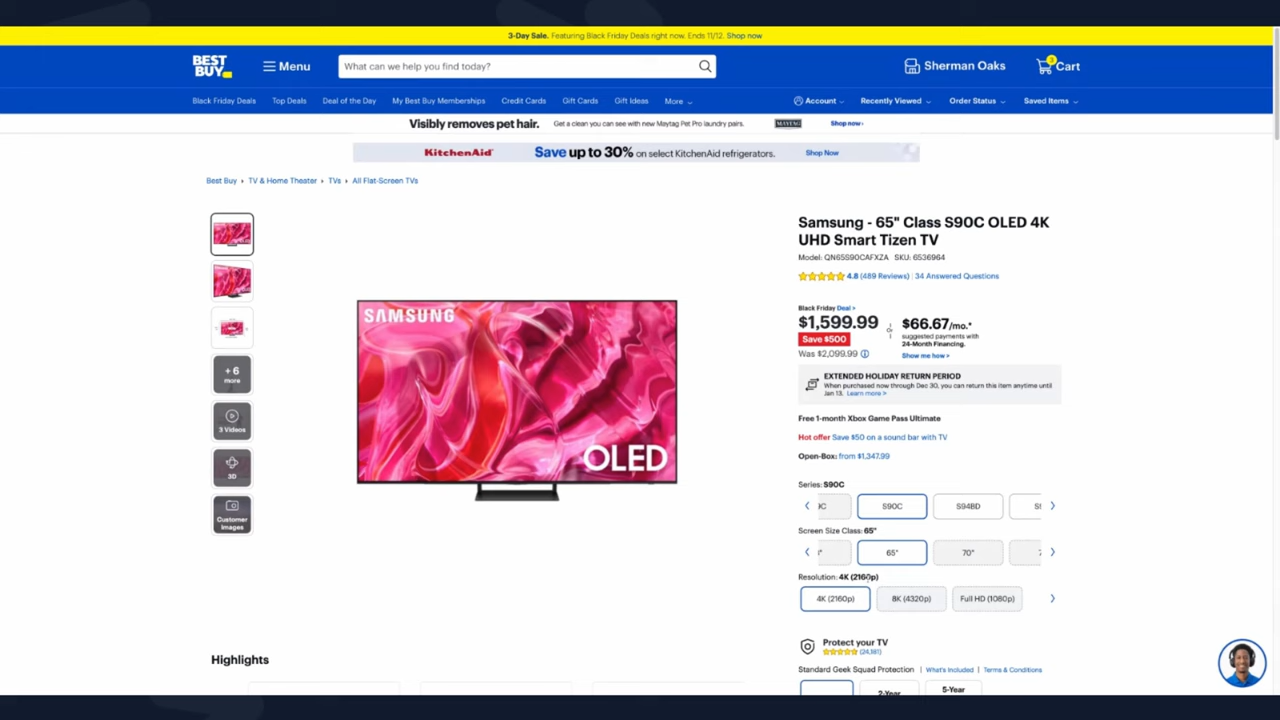 3-Day Sale. Featuring Black Friday Deals right now. Ends 11/12. Shop now
BEST BUY
Menu
What can we help you find today?
Sherman Oaks
3
Cart
Black Friday Deals
Top Deals
Deal of the Day
My Best Buy Memberships
Credit Cards
Gift Cards
Gift Ideas
More
Account
Recently Viewed
Order Status
Saved Items
Visibly removes pet hair. Get a clean you can see with new Maytag Pet Pro laundry pairs. MAYTAG Shop now ›
KitchenAid Save up to 30% on select KitchenAid refrigerators. Shop Now
Best Buy › TV & Home Theater › TVs › All Flat-Screen TVs
SAMSUNG
OLED
+ 6
more
3 Videos
3D
Customer
Images
Samsung - 65" Class S90C OLED 4K
UHD Smart Tizen TV
Model: QN65S90CAFXZA SKU: 6536964
4.8 (489 Reviews) | 34 Answered Questions
Black Friday Deal ›
$1,599.99
Save $500
Was $2,099.99
Or
$66.67/mo.*
suggested payments with
24-Month Financing.
Show me how >
EXTENDED HOLIDAY RETURN PERIOD
When purchased now through Dec 30, you can return this item anytime until
Jan 13. Learn more >
Free 1-month Xbox Game Pass Ultimate
Hot offer Save $50 on a sound bar with TV
Open-Box: from $1,347.99
Series: S90C
S90C
S94BD
Screen Size Class: 65"
65"
70"
Resolution: 4K (2160p)
4K (2160p)
8K (4320p)
Full HD (1080p)
Protect your TV
(24,181)
Standard Geek Squad Protection | What's Included | Terms & Conditions
2-Year
5-Year
Highlights